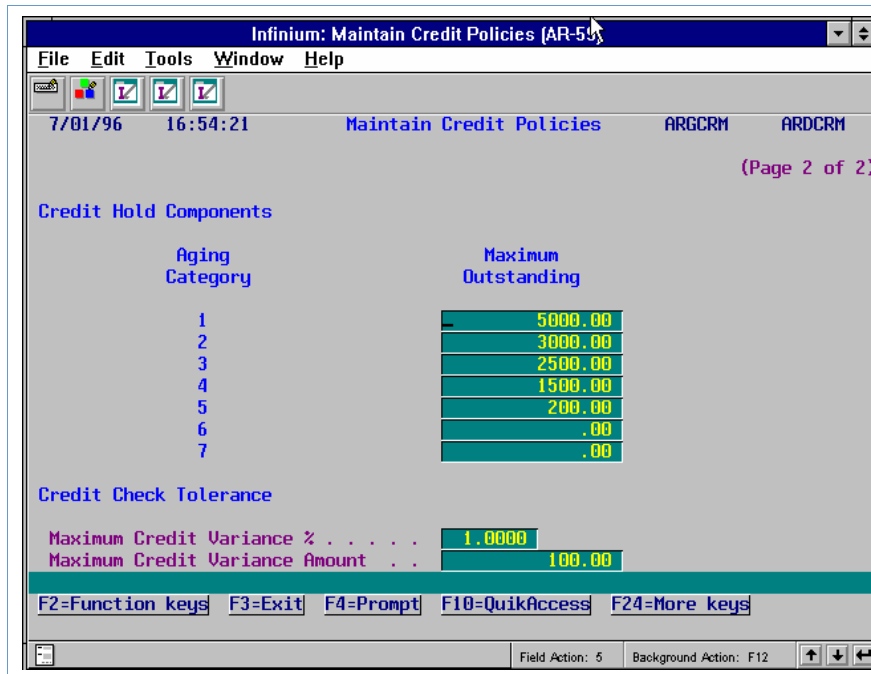 Infinium: Maintain Credit Policies (AR-59)
File Edit Tools Window Help
7/01/96 16:54:21 Maintain Credit Policies ARGCRM ARDCRM
(Page 2 of 2)
Credit Hold Components
Aging Maximum
Category Outstanding
1 5000.00
2 3000.00
3 2500.00
4 1500.00
5 200.00
6 .00
7 .00
Credit Check Tolerance
Maximum Credit Variance % . . . . . 1.0000
Maximum Credit Variance Amount . . 100.00
F2=Function keys F3=Exit F4=Prompt F10=QuikAccess F24=More keys
Field Action: 5 Background Action: F12